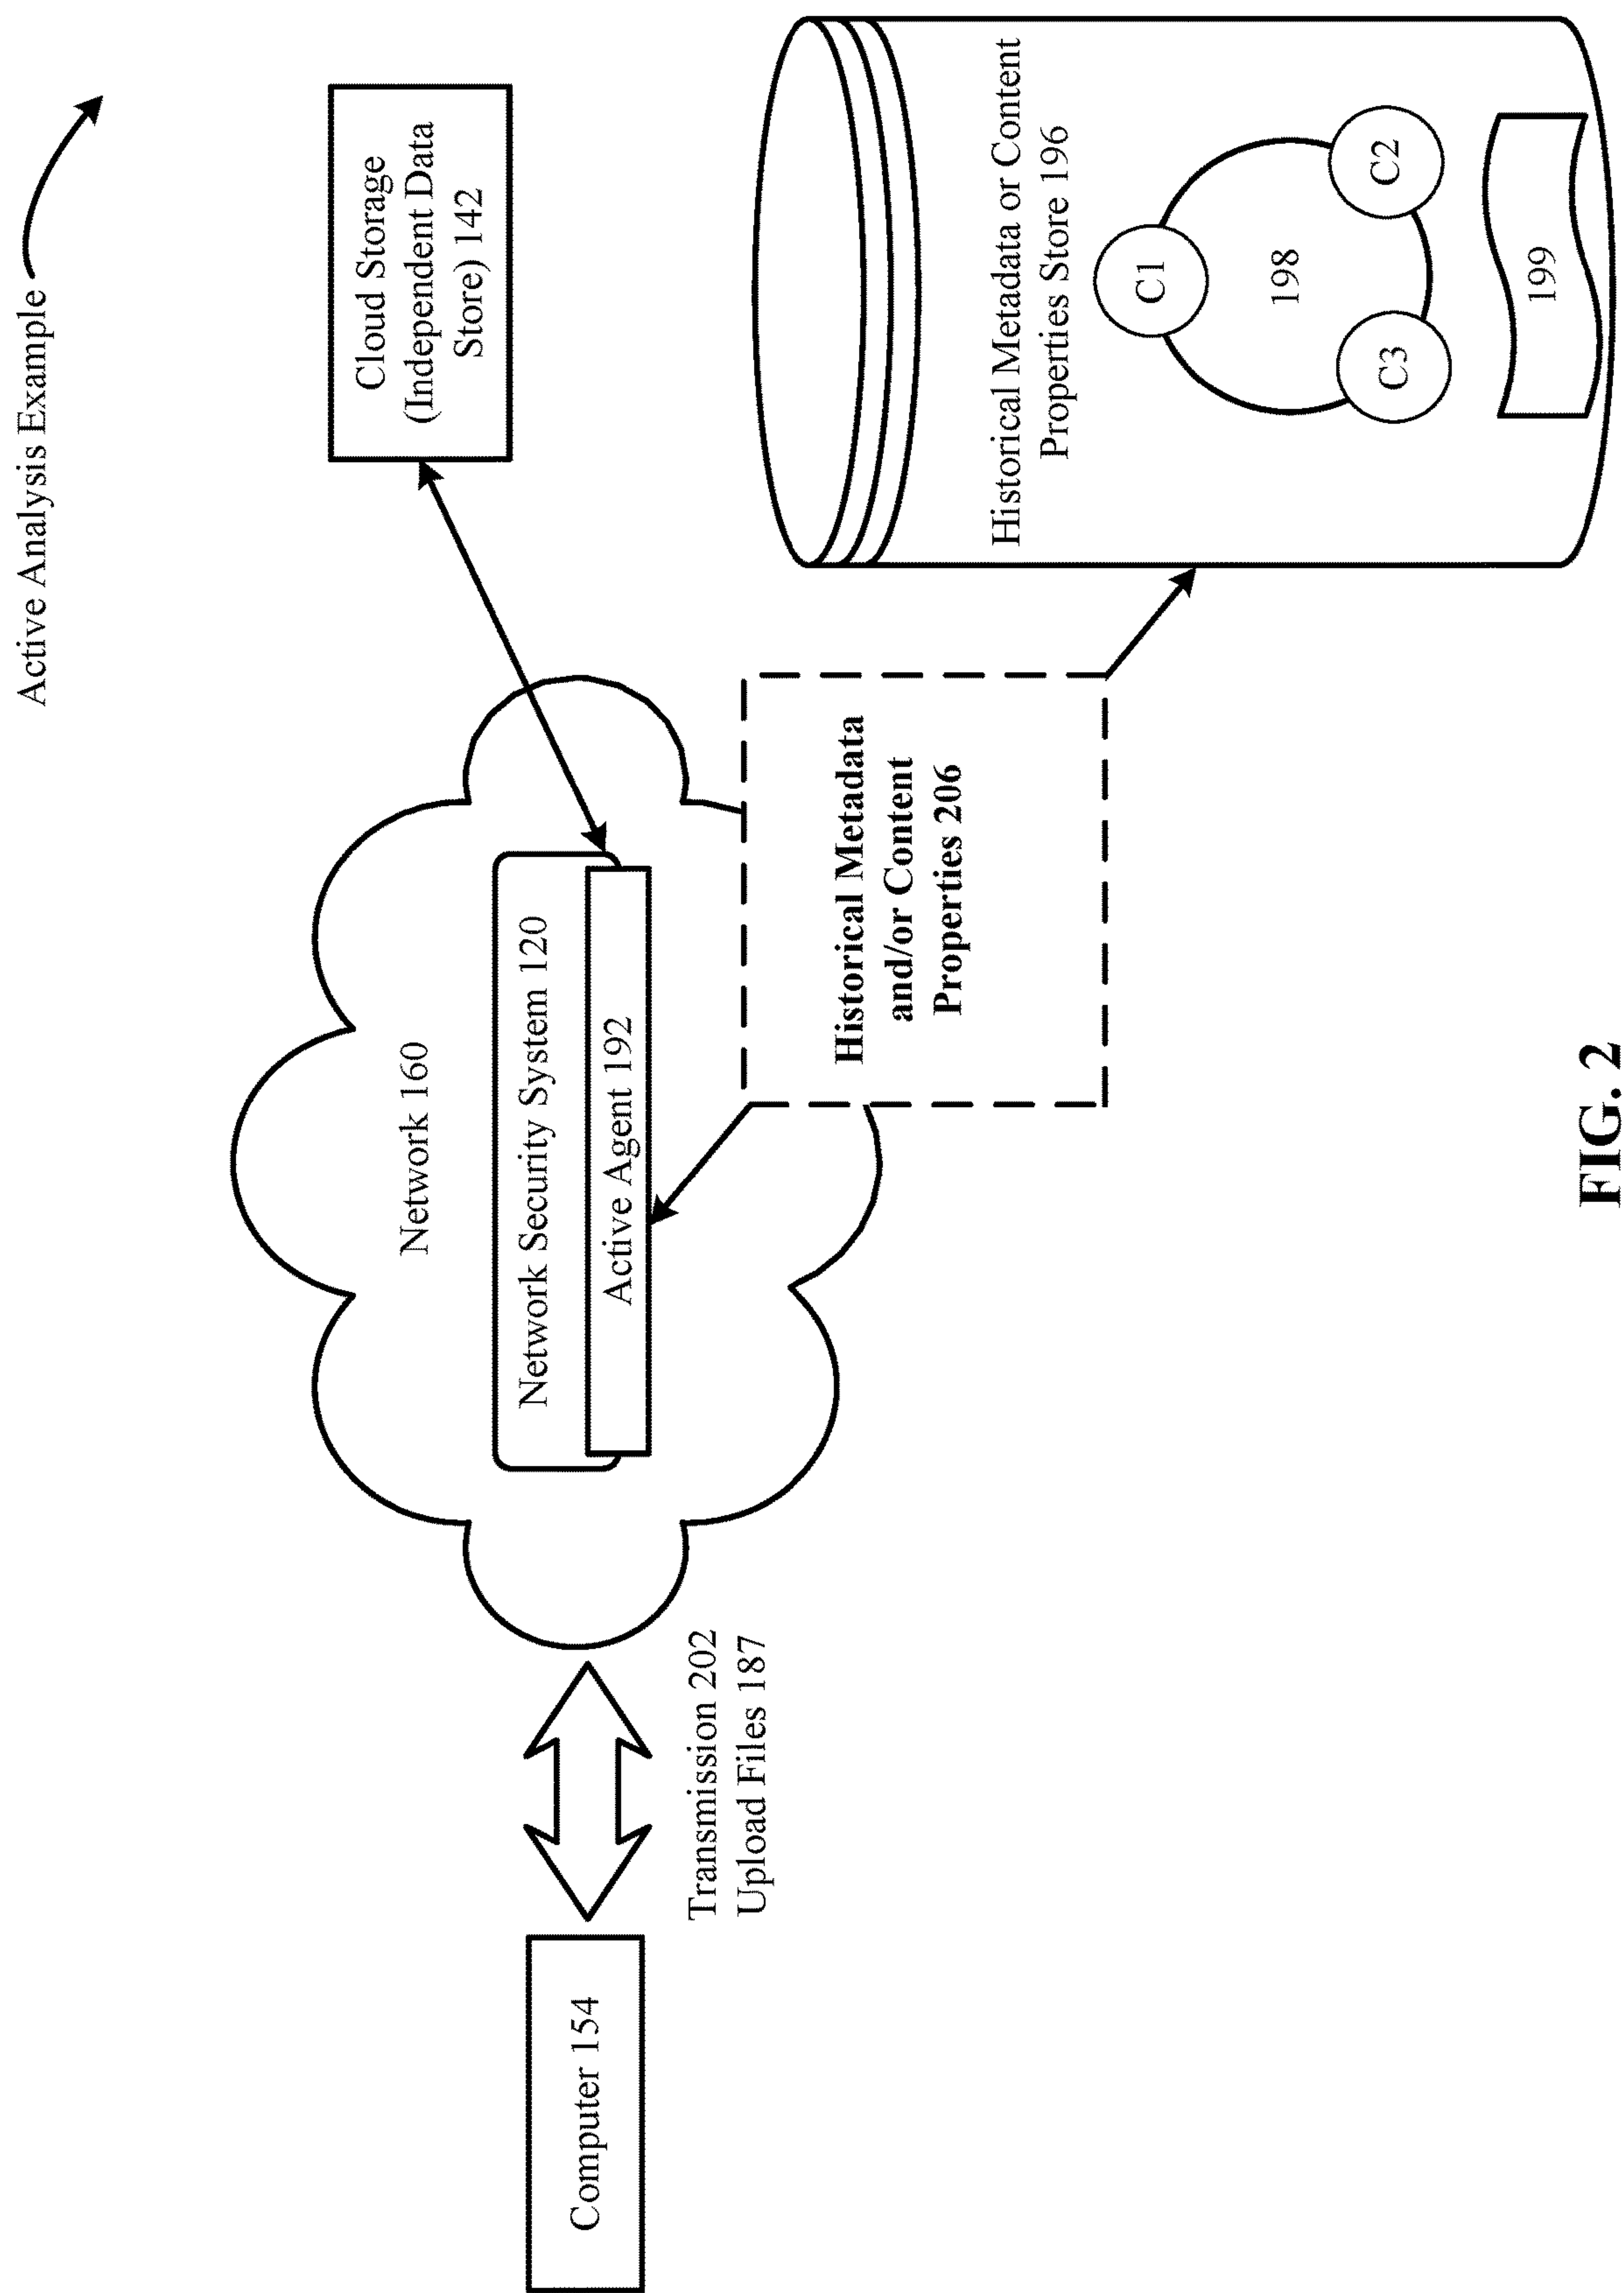 Active Analysis Example
Cloud Storage
(Independent Data
Store) 142
Network 160
Network Security System 120
Active Agent 192
Computer 154
Transmission 202
Upload Files 187
Historical Metadata
and/or Content
Properties 206
Historical Metadata or Content
Properties Store 196
C1
198
C3
C2
199
FIG. 2